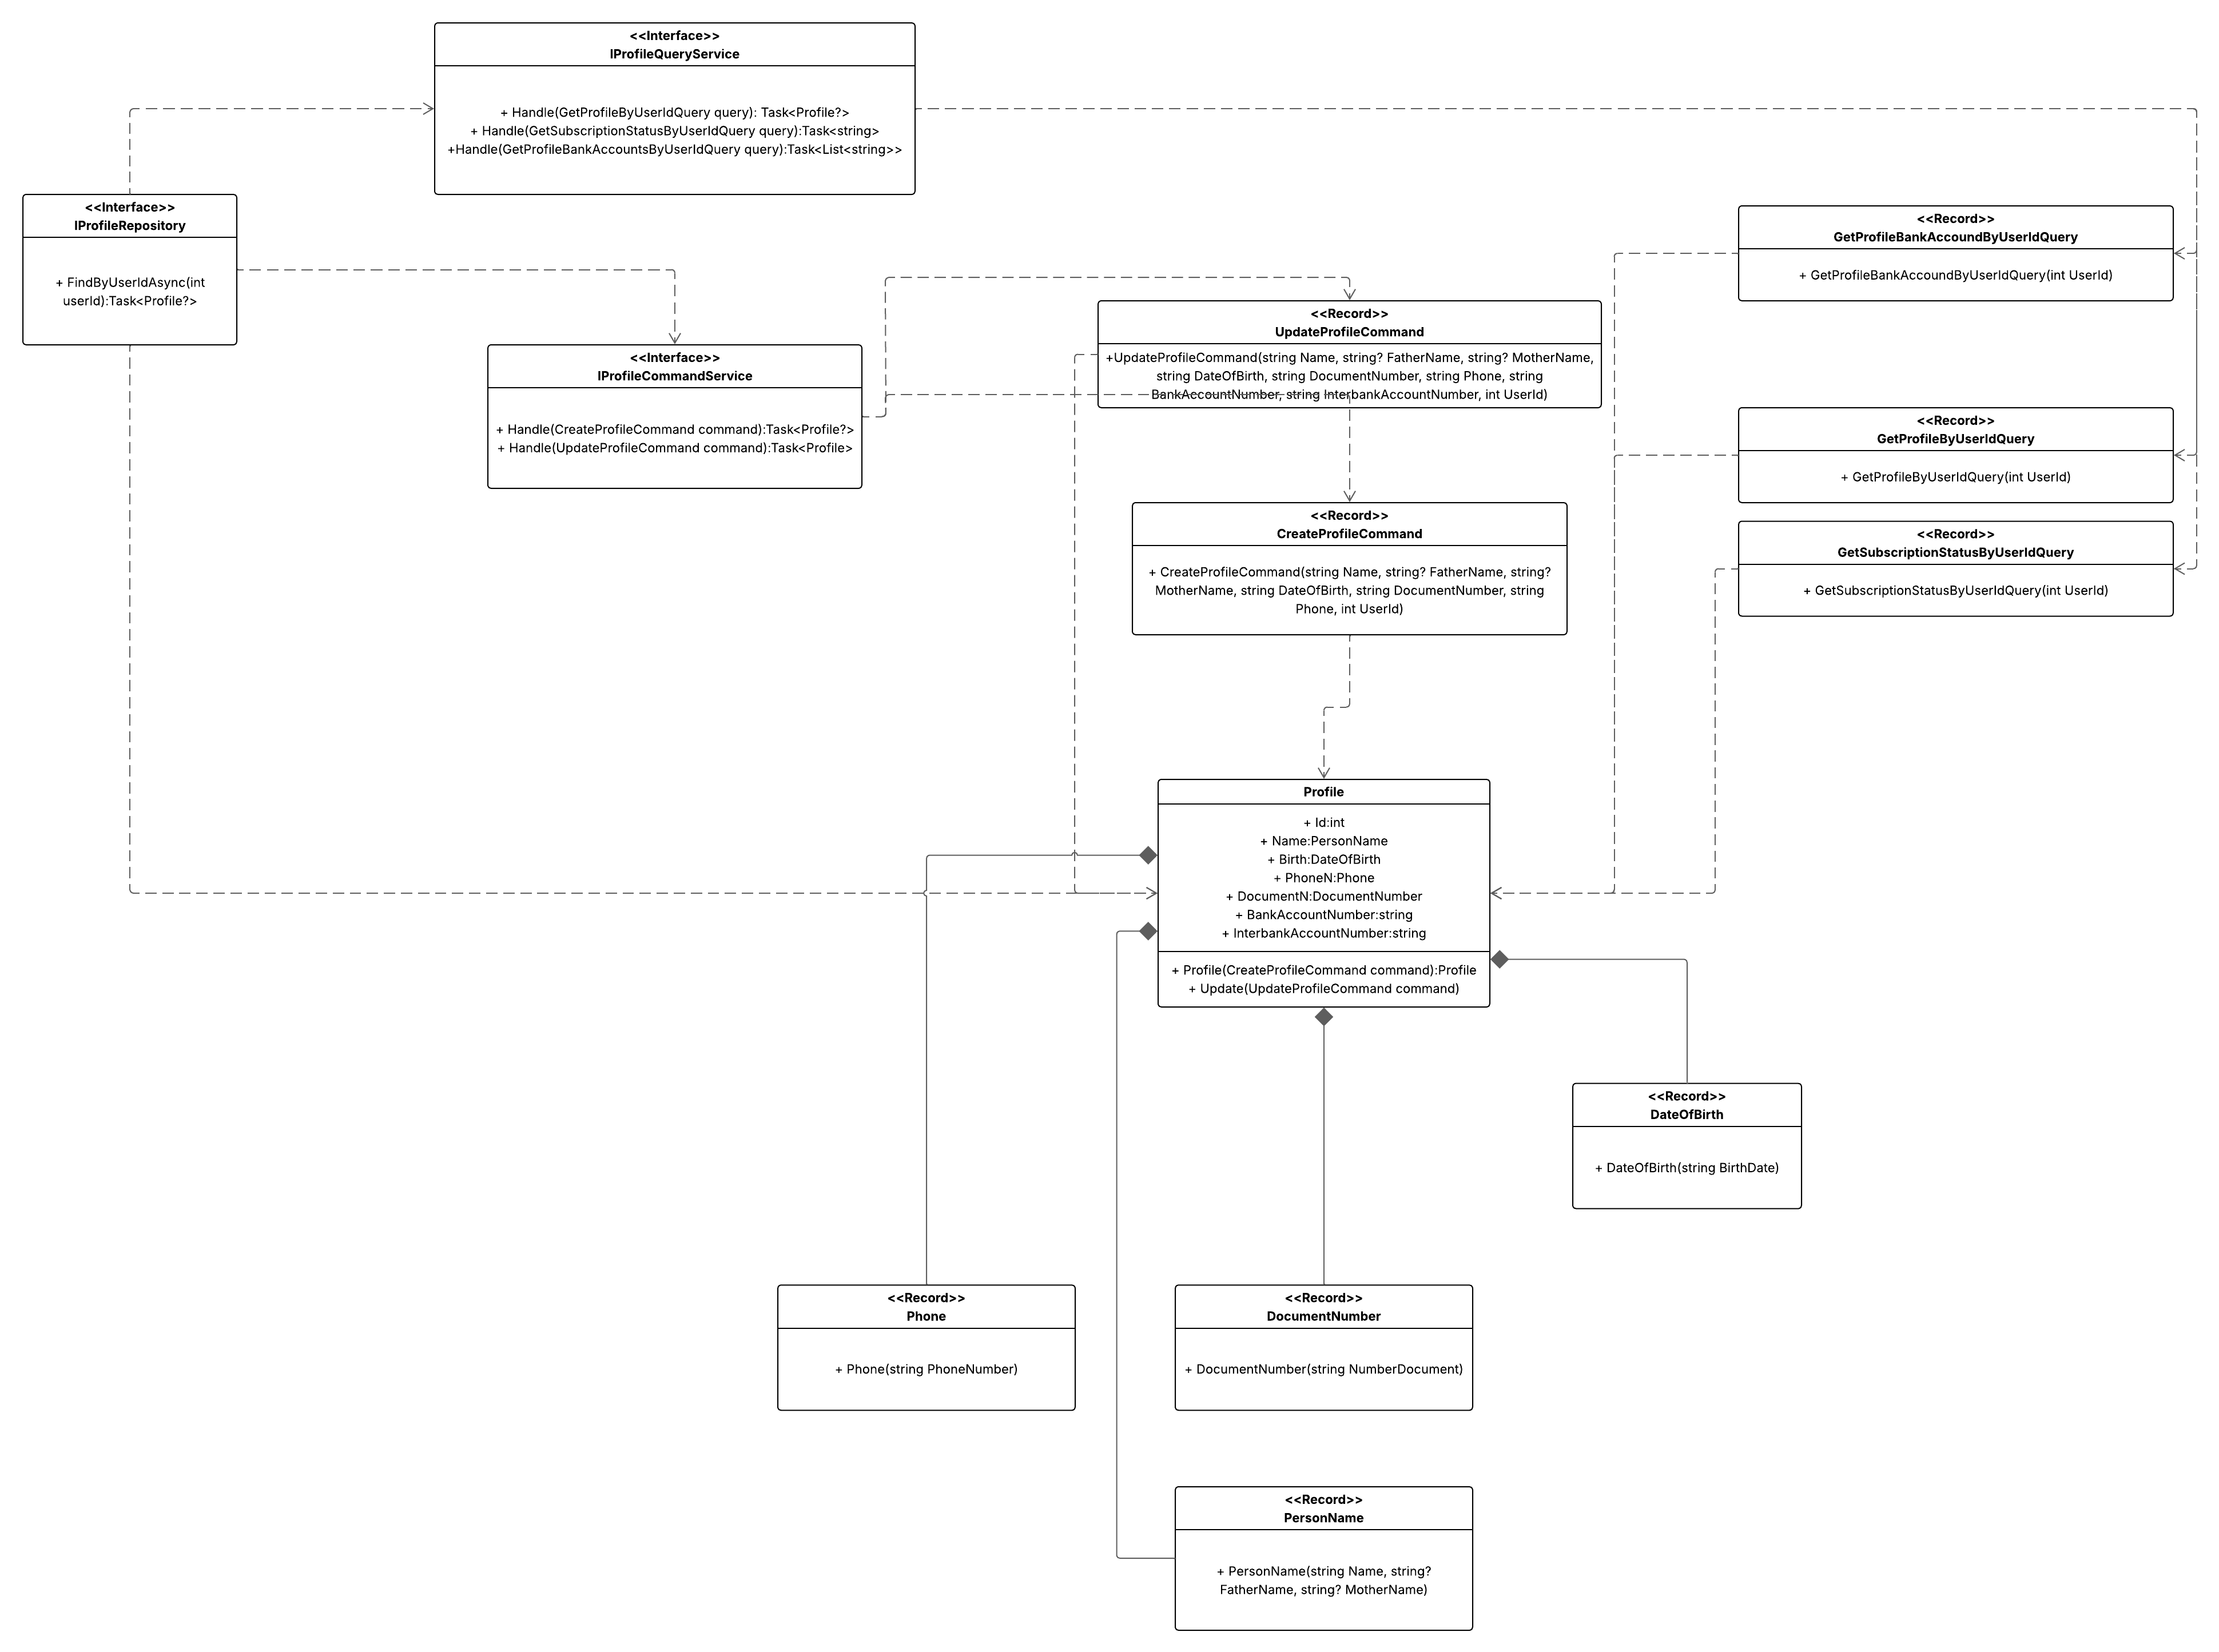 <<Interface>>
IProfileQueryService
+ Handle(GetProfileByUserIdQuery query): Task<Profile?>
+ Handle(GetSubscriptionStatusByUserIdQuery query):Task<string>
+Handle(GetProfileBankAccountsByUserIdQuery query):Task<List<string>>
<<Interface>>
IProfileRepository
+ FindByUserIdAsync(int
userId):Task<Profile?>
<<Record>>
GetProfileBankAccoundByUserIdQuery
+ GetProfileBankAccoundByUserIdQuery(int UserId)
<<Interface>>
IProfileCommandService
+ Handle(CreateProfileCommand command):Task<Profile?>
+ Handle(UpdateProfileCommand command):Task<Profile>
<<Record>>
UpdateProfileCommand
+UpdateProfileCommand(string Name, string? FatherName, string? MotherName,
string DateOfBirth, string DocumentNumber, string Phone, string
BankAccountNumber, string InterbankAccountNumber, int UserId)
<<Record>>
GetProfileByUserIdQuery
+ GetProfileByUserIdQuery(int UserId)
<<Record>>
CreateProfileCommand
+ CreateProfileCommand(string Name, string? FatherName, string?
MotherName, string DateOfBirth, string DocumentNumber, string
Phone, int UserId)
<<Record>>
GetSubscriptionStatusByUserIdQuery
+ GetSubscriptionStatusByUserIdQuery(int UserId)
Profile
+ Id:int
+ Name:PersonName
+ Birth:DateOfBirth
+ PhoneN:Phone
+ DocumentN:DocumentNumber
+ BankAccountNumber:string
+ InterbankAccountNumber:string
+ Profile(CreateProfileCommand command):Profile
+ Update(UpdateProfileCommand command)
<<Record>>
DateOfBirth
+ DateOfBirth(string BirthDate)
<<Record>>
Phone
+ Phone(string PhoneNumber)
<<Record>>
DocumentNumber
+ DocumentNumber(string NumberDocument)
<<Record>>
PersonName
+ PersonName(string Name, string?
FatherName, string? MotherName)